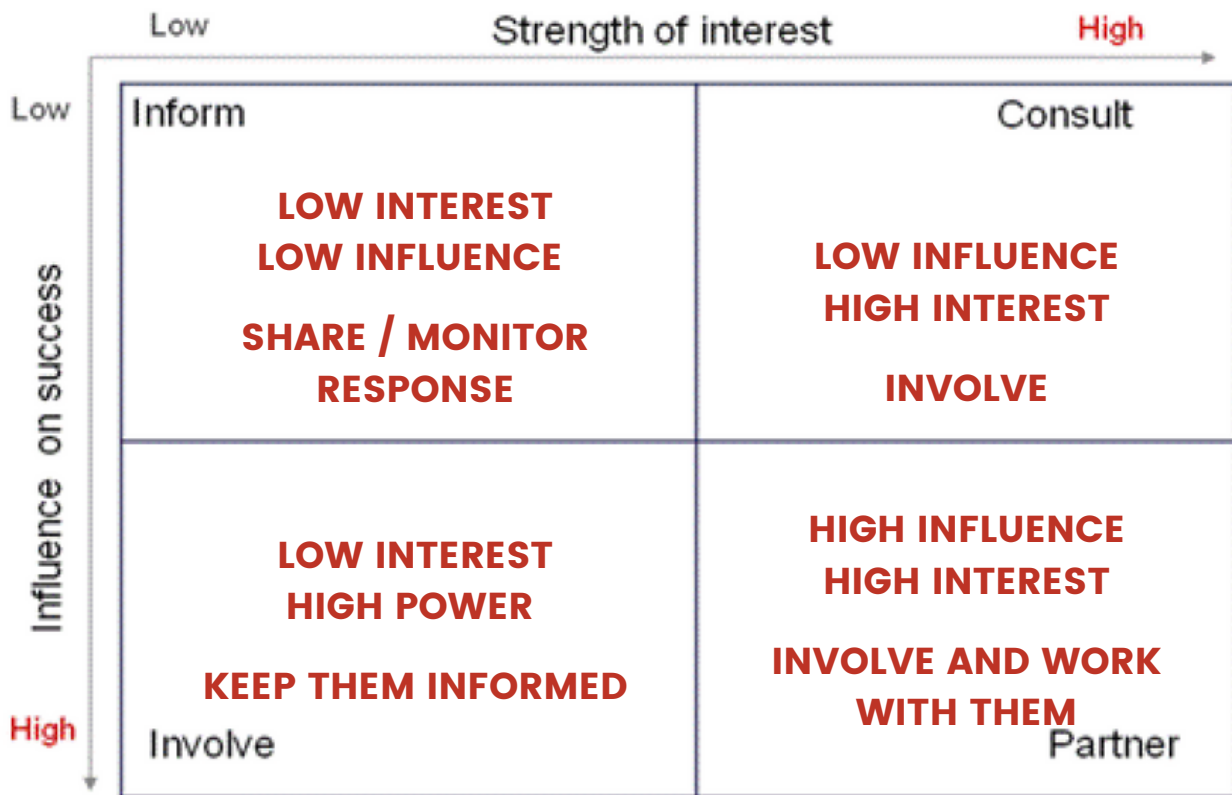 Low Strength of interest High
Low
Inform Consult
LOW INTEREST
LOW INFLUENCE
SHARE / MONITOR
RESPONSE
LOW INFLUENCE
HIGH INTEREST
INVOLVE
Influence on success
LOW INTEREST
HIGH POWER
KEEP THEM INFORMED
HIGH INFLUENCE
HIGH INTEREST
INVOLVE AND WORK
WITH THEM
High
Involve Partner